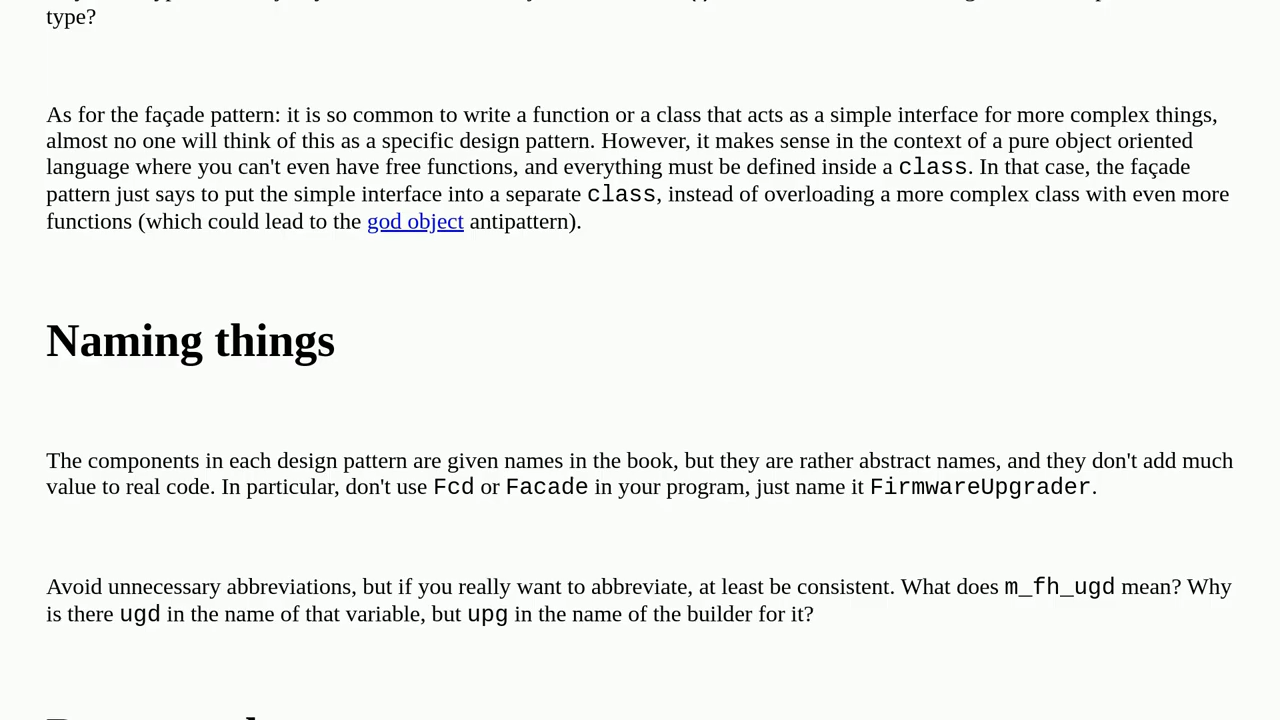 type?
As for the façade pattern: it is so common to write a function or a class that acts as a simple interface for more complex things,
almost no one will think of this as a specific design pattern. However, it makes sense in the context of a pure object oriented
language where you can't even have free functions, and everything must be defined inside a class. In that case, the façade
pattern just says to put the simple interface into a separate class, instead of overloading a more complex class with even more
functions (which could lead to the god object antipattern).
Naming things
The components in each design pattern are given names in the book, but they are rather abstract names, and they don't add much
value to real code. In particular, don't use Fcd or Facade in your program, just name it FirmwareUpgrader.
Avoid unnecessary abbreviations, but if you really want to abbreviate, at least be consistent. What does m_fh_ugd mean? Why
is there ugd in the name of that variable, but upg in the name of the builder for it?